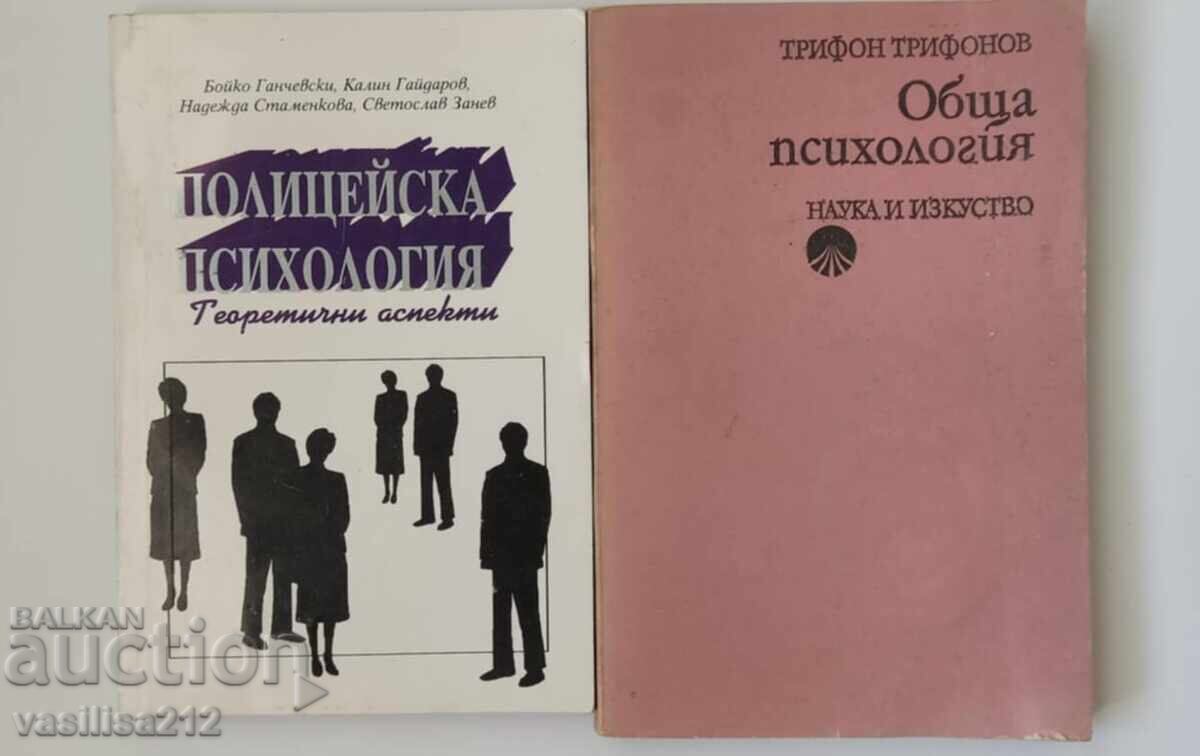 Бойко Ганчевски, Калин Гайдаров,
Надежда Стаменкова, Светослав Занев
ПОЛИЦЕЙСКА
ПСИХОЛОГИЯ
Теоретични аспекти
ТРИФОН ТРИФОНОВ
Обща
психология
НАУКА И ИЗКУСТВО
BALKAN
auction
vasilisa212